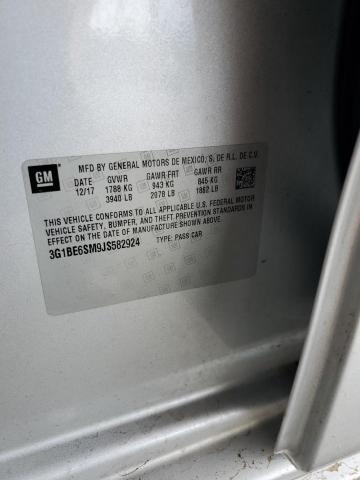 GM
MFD BY GENERAL MOTORS DE MEXICO, S. DE R.L. DE C.V.
DATE GVWR GAWR FRT GAWR RR
12/17 1788 KG 943 KG 845 KG
3940 LB 2078 LB 1862 LB
THIS VEHICLE CONFORMS TO ALL APPLICABLE U.S. FEDERAL MOTOR
VEHICLE SAFETY, BUMPER, AND THEFT PREVENTION STANDARDS IN
EFFECT ON THE DATE OF MANUFACTURE SHOWN ABOVE.
3G1BE6SM9JS582924 TYPE: PASS CAR